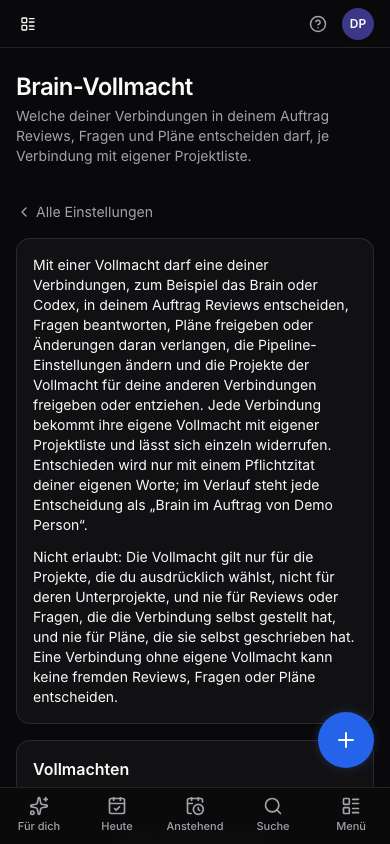 DP
Brain-Vollmacht
Welche deiner Verbindungen in deinem Auftrag
Reviews, Fragen und Pläne entscheiden darf, je
Verbindung mit eigener Projektliste.
Alle Einstellungen
Mit einer Vollmacht darf eine deiner
Verbindungen, zum Beispiel das Brain oder
Codex, in deinem Auftrag Reviews entscheiden,
Fragen beantworten, Pläne freigeben oder
Änderungen daran verlangen, die Pipeline-
Einstellungen ändern und die Projekte der
Vollmacht für deine anderen Verbindungen
freigeben oder entziehen. Jede Verbindung
bekommt ihre eigene Vollmacht mit eigener
Projektliste und lässt sich einzeln widerrufen.
Entschieden wird nur mit einem Pflichtzitat
deiner eigenen Worte; im Verlauf steht jede
Entscheidung als „Brain im Auftrag von Demo
Person“.
Nicht erlaubt: Die Vollmacht gilt nur für die
Projekte, die du ausdrücklich wählst, nicht für
deren Unterprojekte, und nie für Reviews oder
Fragen, die die Verbindung selbst gestellt hat,
und nie für Pläne, die sie selbst geschrieben hat.
Eine Verbindung ohne eigene Vollmacht kann
keine fremden Reviews, Fragen oder Pläne
entscheiden.
Vollmachten
Für dich
Heute
Anstehend
Suche
Menü